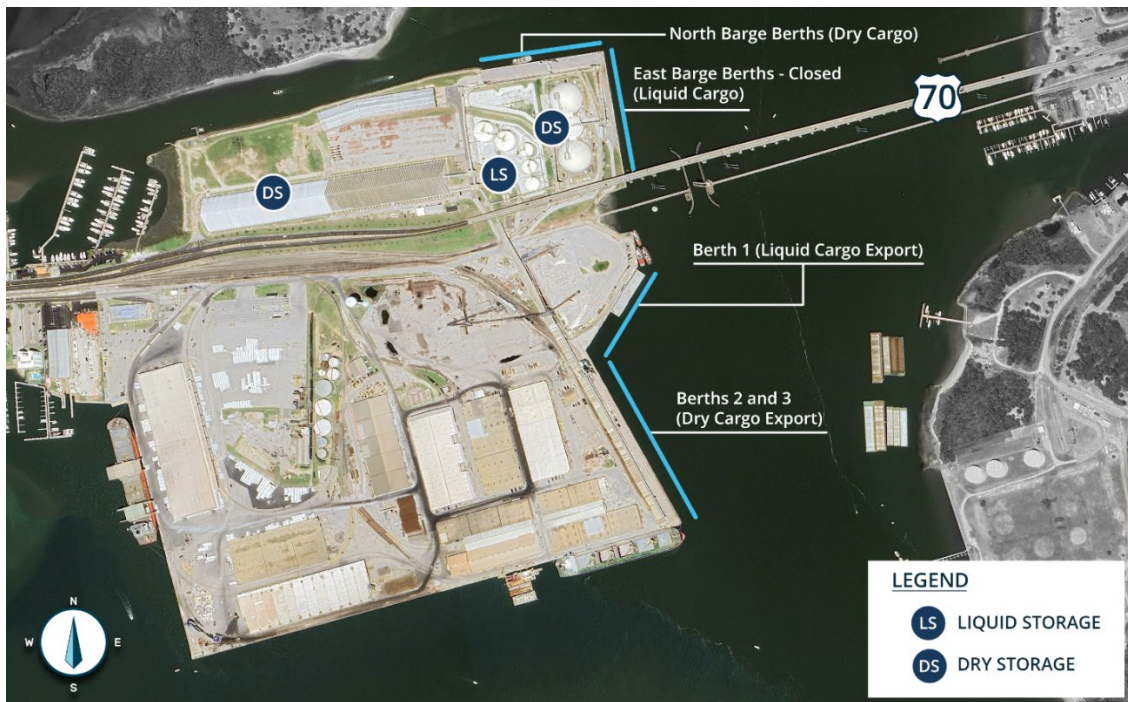 North Barge Berths (Dry Cargo)
East Barge Berths - Closed
(Liquid Cargo)
70
DS
LS
DS
Berth 1 (Liquid Cargo Export)
Berths 2 and 3
(Dry Cargo Export)
LEGEND
LS LIQUID STORAGE
DS DRY STORAGE
N
W E
S